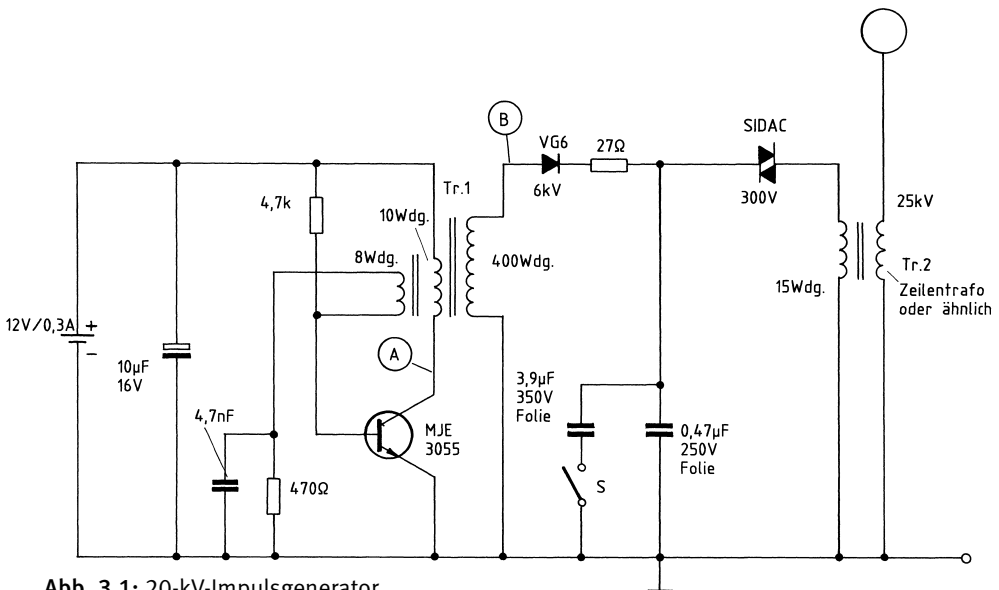 B
VG6
27Ω
SIDAC
6kV
300V
4,7k
10Wdg.
Tr.1
25kV
8Wdg.
400Wdg.
15Wdg.
Tr.2
Zeilentrafo
oder ähnlich
12V/0,3A
+
−
10µF
16V
A
3,9µF
350V
Folie
4,7nF
MJE
3055
0,47µF
250V
Folie
470Ω
S
Abb. 3.1: 20-kV-Impulsgenerator